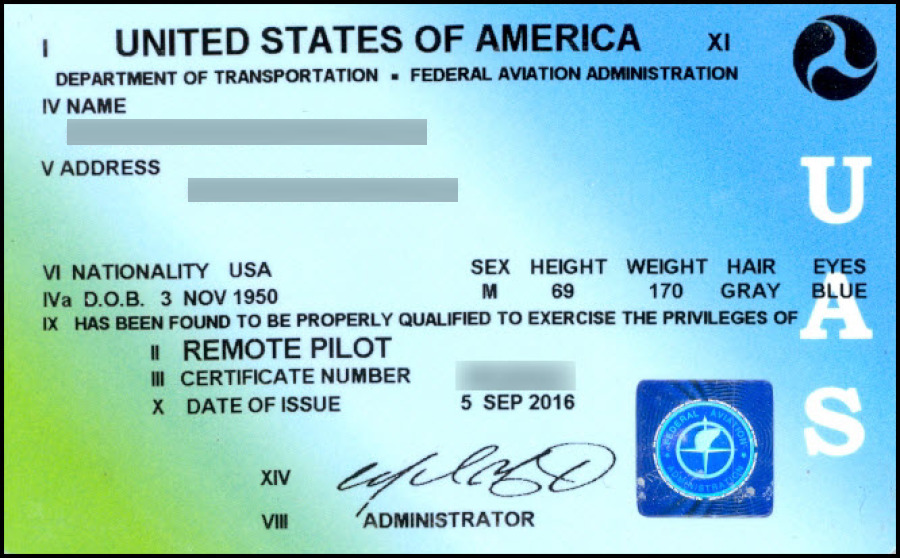 I UNITED STATES OF AMERICA XI
DEPARTMENT OF TRANSPORTATION ▪ FEDERAL AVIATION ADMINISTRATION
IV NAME
V ADDRESS
VI NATIONALITY USA SEX HEIGHT WEIGHT HAIR EYES
IVa D.O.B. 3 NOV 1950 M 69 170 GRAY BLUE
IX HAS BEEN FOUND TO BE PROPERLY QUALIFIED TO EXERCISE THE PRIVILEGES OF
II REMOTE PILOT
III CERTIFICATE NUMBER
X DATE OF ISSUE 5 SEP 2016
XIV
VIII ADMINISTRATOR
FEDERAL AVIATION
ADMINISTRATION
UAS